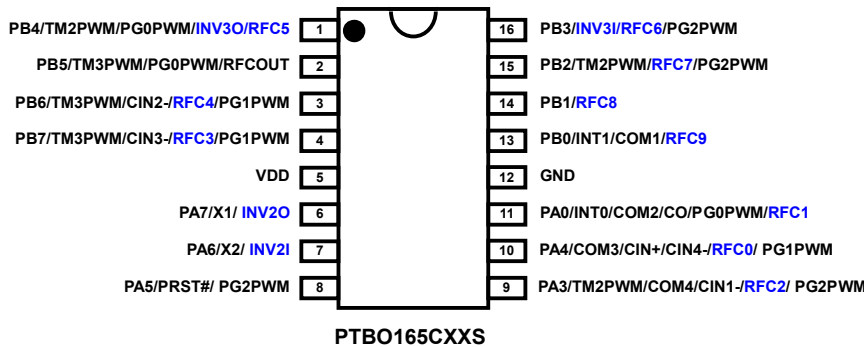 PB4/TM2PWM/PG0PWM/INV3O/RFC5 1 16 PB3/INV3I/RFC6/PG2PWM
PB5/TM3PWM/PG0PWM/RFCOUT 2 15 PB2/TM2PWM/RFC7/PG2PWM
PB6/TM3PWM/CIN2-/RFC4/PG1PWM 3 14 PB1/RFC8
PB7/TM3PWM/CIN3-/RFC3/PG1PWM 4 13 PB0/INT1/COM1/RFC9
VDD 5 12 GND
PA7/X1/ INV2O 6 11 PA0/INT0/COM2/CO/PG0PWM/RFC1
PA6/X2/ INV2I 7 10 PA4/COM3/CIN+/CIN4-/RFC0/ PG1PWM
PA5/PRST#/ PG2PWM 8 9 PA3/TM2PWM/COM4/CIN1-/RFC2/ PG2PWM
PTBO165CXXS